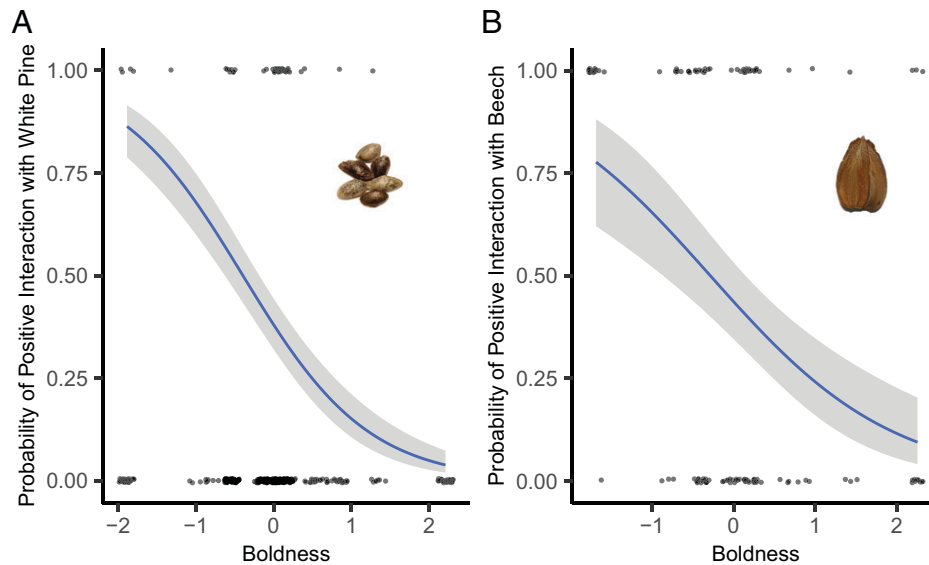 A
Probability of Positive Interaction with White Pine
1.00
0.75
0.50
0.25
0.00
−2 −1 0 1 2
Boldness
B
Probability of Positive Interaction with Beech
1.00
0.75
0.50
0.25
0.00
−1 0 1 2
Boldness